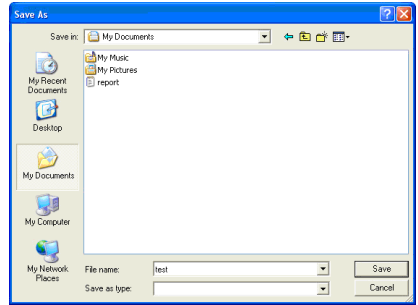 Save As
Save in:
My Documents
My Recent
Documents
Desktop
My Documents
My Computer
My Network
Places
My Music
My Pictures
report
File name:
test
Save
Save as type:
Cancel